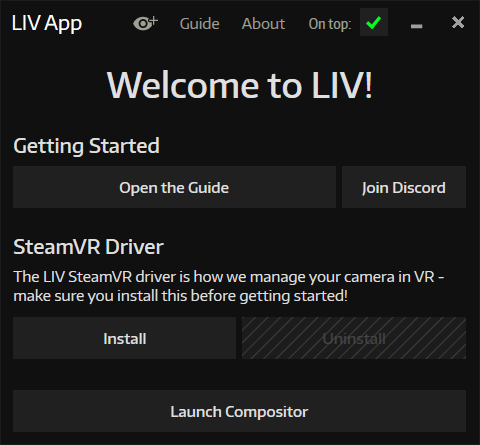 LIV App Guide About On top:
Welcome to LIV!
Getting Started
Open the Guide Join Discord
SteamVR Driver
The LIV SteamVR driver is how we manage your camera in VR -
make sure you install this before getting started!
Install Uninstall
Launch Compositor